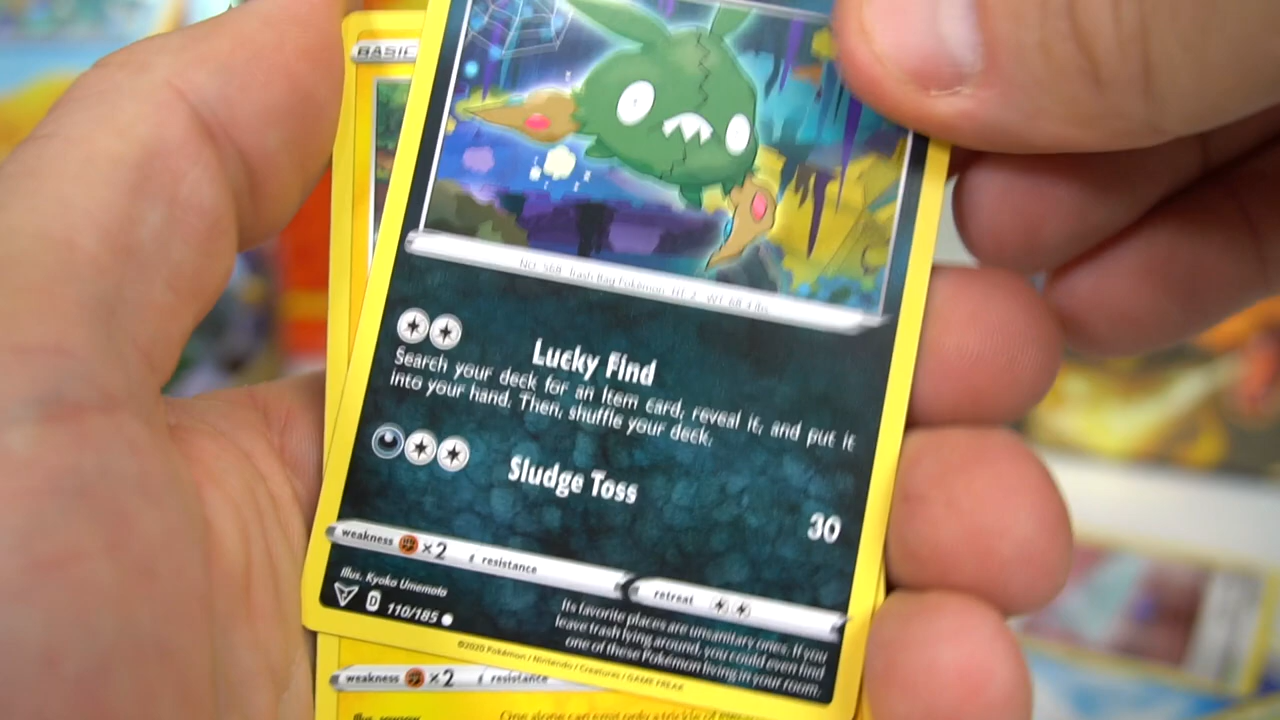 BASIC
NO. 568 Trash Bag Pokémon HT: 2' WT: 68.3 lbs.
Lucky Find
Search your deck for an Item card, reveal it, and put it
into your hand. Then, shuffle your deck.
Sludge Toss
30
weakness ×2 resistance
retreat
Illus. Kyoko Umemoto
D 110/185
Its favorite places are unsanitary ones. If you
leave trash lying around, you could even find
one of these Pokémon living in your room.
©2020 Pokémon / Nintendo / Creatures / GAME FREAK
weakness ×2 resistance